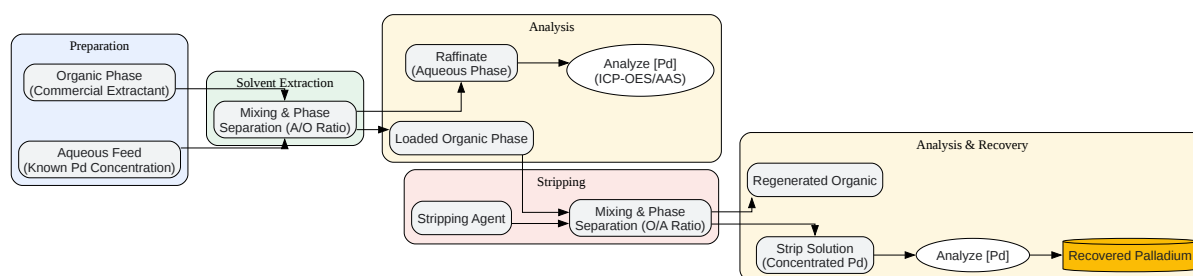 Preparation
Organic Phase
(Commercial Extractant)
Aqueous Feed
(Known Pd Concentration)
Solvent Extraction
Mixing & Phase
Separation (A/O Ratio)
Analysis
Raffinate
(Aqueous Phase)
Analyze [Pd]
(ICP-OES/AAS)
Loaded Organic Phase
Stripping
Stripping Agent
Mixing & Phase
Separation (O/A Ratio)
Analysis & Recovery
Regenerated Organic
Strip Solution
(Concentrated Pd)
Analyze [Pd]
Recovered Palladium